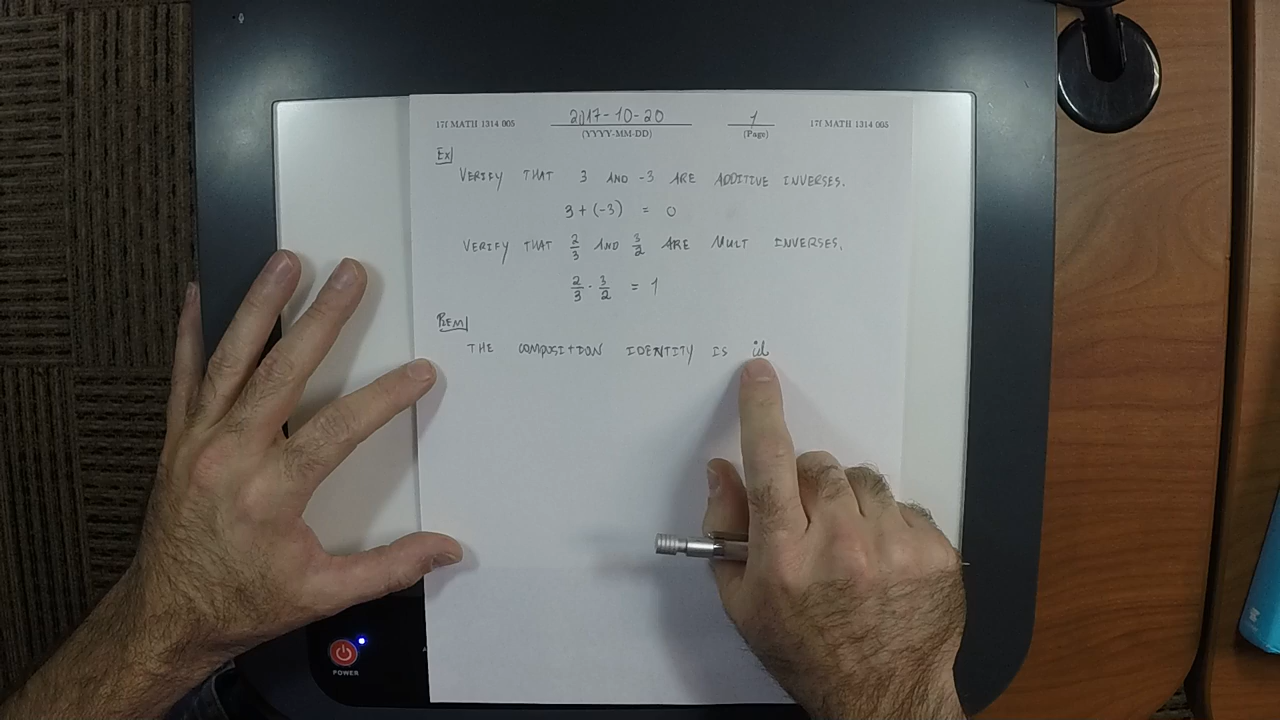 17f MATH 1314 005
2017-10-20
(YYYY-MM-DD)
1
(Page)
17f MATH 1314 005
Ex
VERIFY THAT 3 AND -3 ARE ADDITIVE INVERSES.
3 + (-3) = 0
VERIFY THAT 2/3 AND 3/2 ARE MULT INVERSES.
2/3 · 3/2 = 1
REM
THE COMPOSITION IDENTITY IS id
POWER